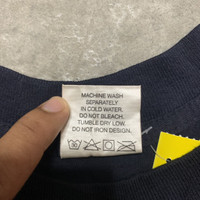 MACHINE WASH
SEPARATELY
IN COLD WATER.
DO NOT BLEACH.
TUMBLE DRY LOW.
DO NOT IRON DESIGN.